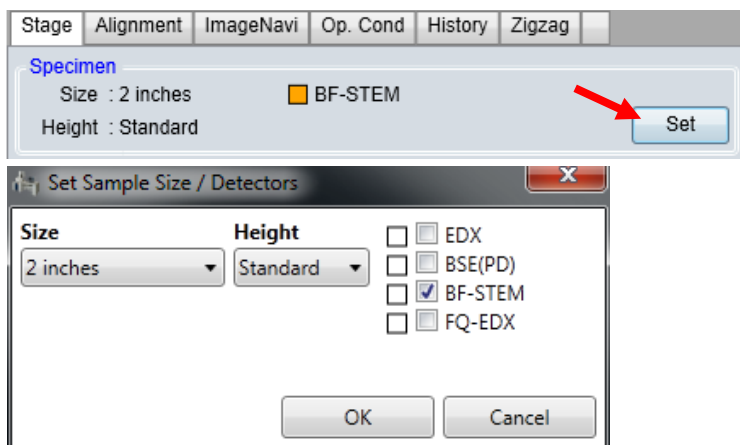 Stage Alignment ImageNavi Op. Cond History Zigzag
Specimen
Size : 2 inches BF-STEM
Height : Standard Set
Set Sample Size / Detectors x
Size Height EDX
2 inches Standard BSE(PD)
BF-STEM
FQ-EDX
OK Cancel